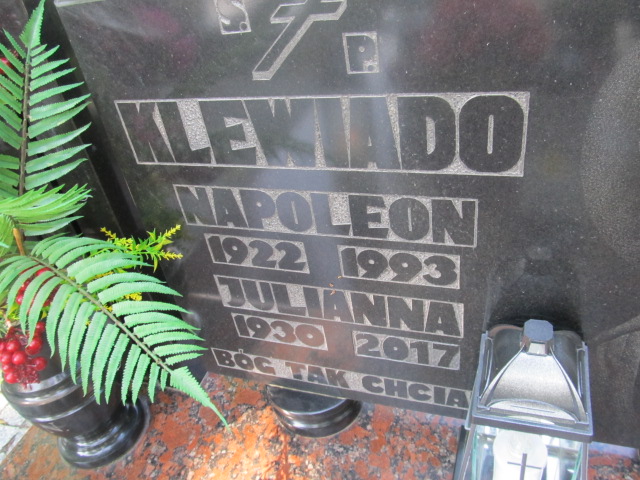 Ś. P.
KLEWIADO
NAPOLEON
1922 1993
JULIANNA
1930 2017
BÓG TAK CHCIA